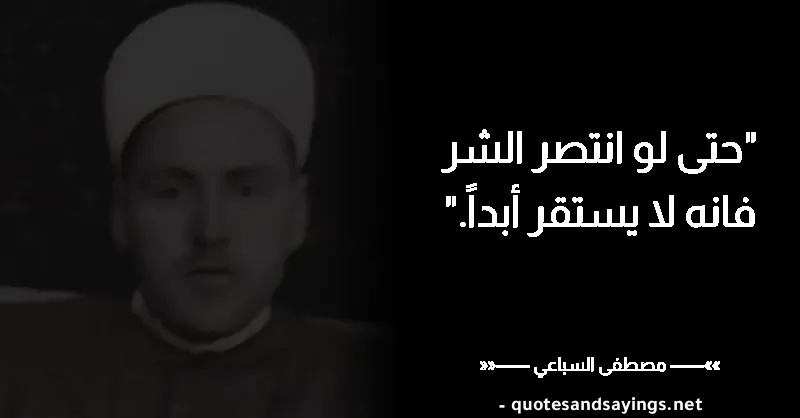 "حتى لو انتصر الشر
فانه لا يستقر أبداً."
»»—— مصطفى السباعي ——««
- quotesandsayings.net